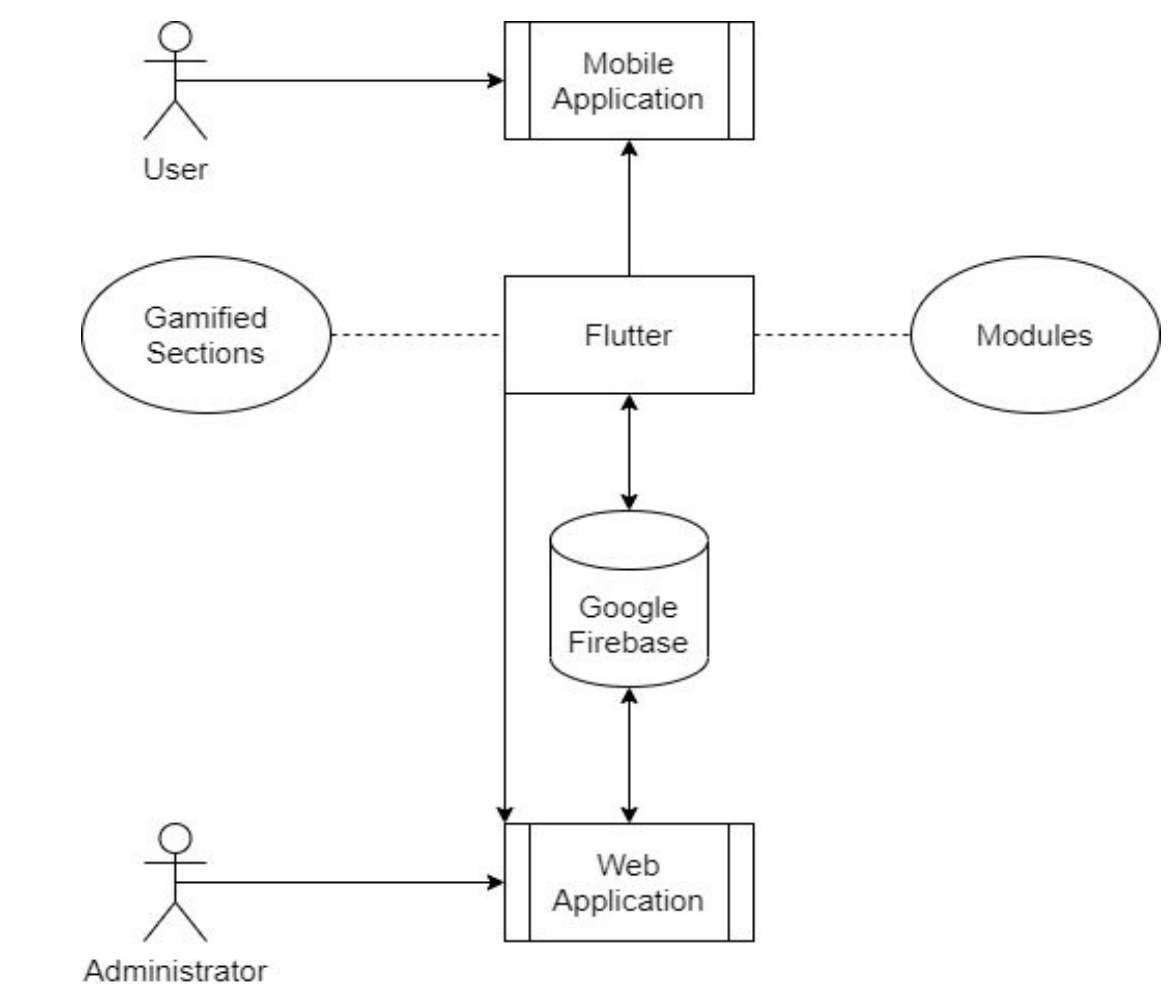 Mobile
Application
User
Gamified
Sections
Flutter
Modules
Google
Firebase
Web
Application
Administrator